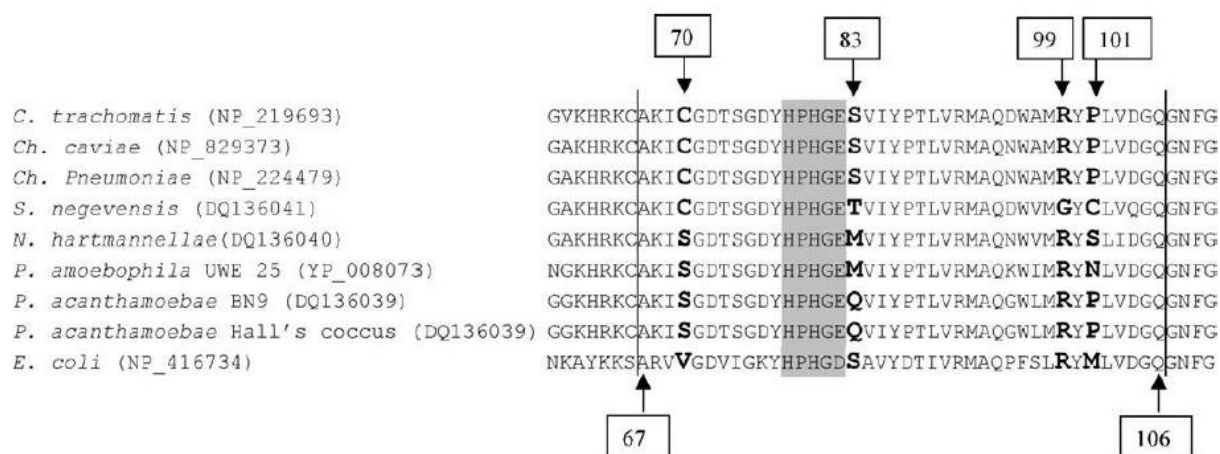 70 83 99 101
C. trachomatis (NP_219693) GVKHRKCAKICGDTSGDYHPHGESVIYPTLVRMAQDWAMRYPLVDGQGNFG
Ch. caviae (NP_829373) GAKHRKCAKICGDTSGDYHPHGESVIYPTLVRMAQNWAMRYPLVDGQGNFG
Ch. Pneumoniae (NP_224479) GAKHRKCAKICGDTSGDYHPHGESVIYPTLVRMAQNWAMRYPLVDGQGNFG
S. negevensis (DQ136041) GAKHRKCAKICGDTSGDYHPHGETVIYPTLVRMAQDWVMGYCLVQGQGNFG
N. hartmannellae(DQ136040) GAKHRKCAKISGDTSGDYHPHGEMVIYPTLVRMAQDWVMRYSLIDGQGNFG
P. amoebophila UWE 25 (YP_008073) NGKHRKCAKISGDTSGDYHPHGEMVIYPTLVRMAQKWIMRYNLVDGQGNFG
P. acanthamoebae BN9 (DQ136039) GGKHRKCAKISGDTSGDYHPHGEQVIYPTLVRMAQGWLMRYPLVDGQGNFG
P. acanthamoebae Hall's coccus (DQ136039) GGKHRKCAKISGDTSGDYHPHGEQVIYPTLVRMAQGWLMRYPLVDGQGNFG
E. coli (NP_416734) NKAYKKSARVVGDVIGKYHPHGDSAVYDTIVRMAQPFSLRYMLVDGQGNFG
67 106